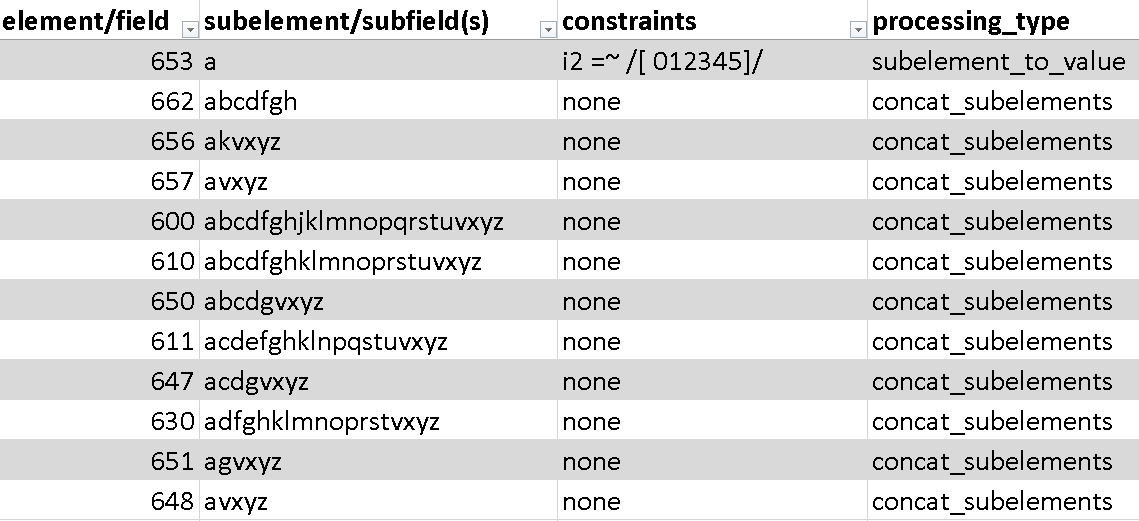 element/field subelement/subfield(s) constraints processing_type
653 a i2 =~ /[ 012345]/ subelement_to_value
662 abcdfgh none concat_subelements
656 akvxyz none concat_subelements
657 avxyz none concat_subelements
600 abcdfghjklmnopqrstuvxyz none concat_subelements
610 abcdfghklmnoprstuvxyz none concat_subelements
650 abcdgvxyz none concat_subelements
611 acdefghklnpqstuvxyz none concat_subelements
647 acdgvxyz none concat_subelements
630 adfghklmnoprstvxyz none concat_subelements
651 agvxyz none concat_subelements
648 avxyz none concat_subelements